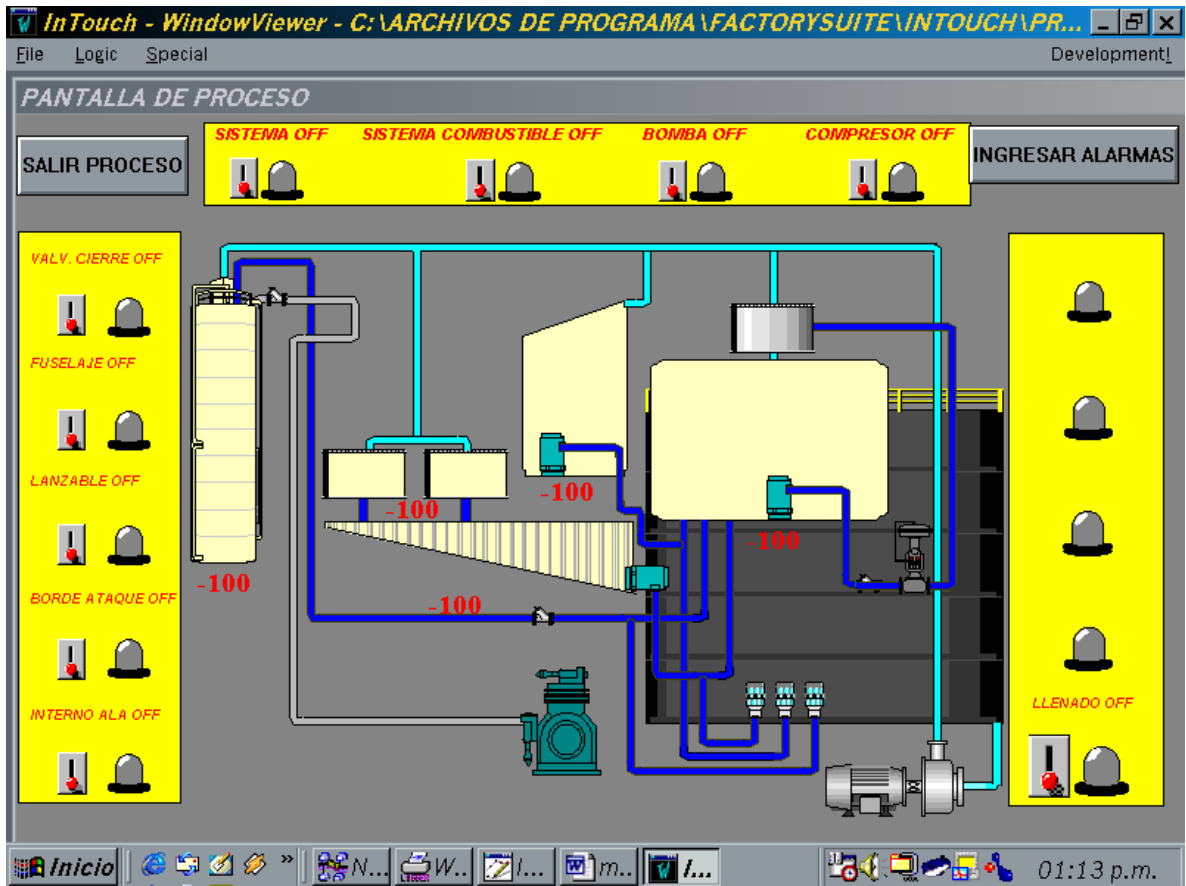 InTouch - WindowViewer - C:\ARCHIVOS DE PROGRAMA\FACTORYSUITE\INTOUCH\PR...
File Logic Special Development!
PANTALLA DE PROCESO
SALIR PROCESO
SISTEMA OFF SISTEMA COMBUSTIBLE OFF BOMBA OFF COMPRESOR OFF
INGRESAR ALARMAS
VALV. CIERRE OFF
FUSELAJE OFF
LANZABLE OFF
BORDE ATAQUE OFF
INTERNO ALA OFF
-100
-100
-100
-100
-100
LLENADO OFF
Inicio » N... W... I... m.. I... 01:13 p.m.